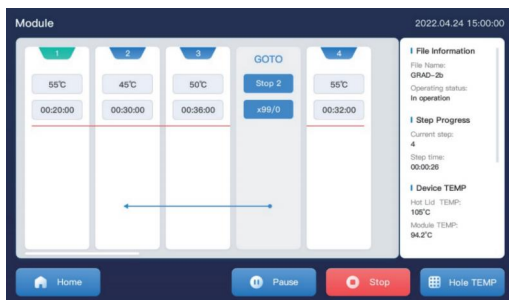 Module
2022.04.24 15:00:00
1
2
3
GOTO
4
55℃
45℃
50℃
Stop 2
55℃
00:20:00
00:30:00
00:36:00
x99/0
00:32:00
File Information
File Name:
GRAD-2b
Operating status:
In operation
Step Progress
Current step:
4
Step time:
00:00:26
Device TEMP
Hot Lid TEMP:
105℃
Module TEMP:
94.2℃
Home
Pause
Stop
Hole TEMP